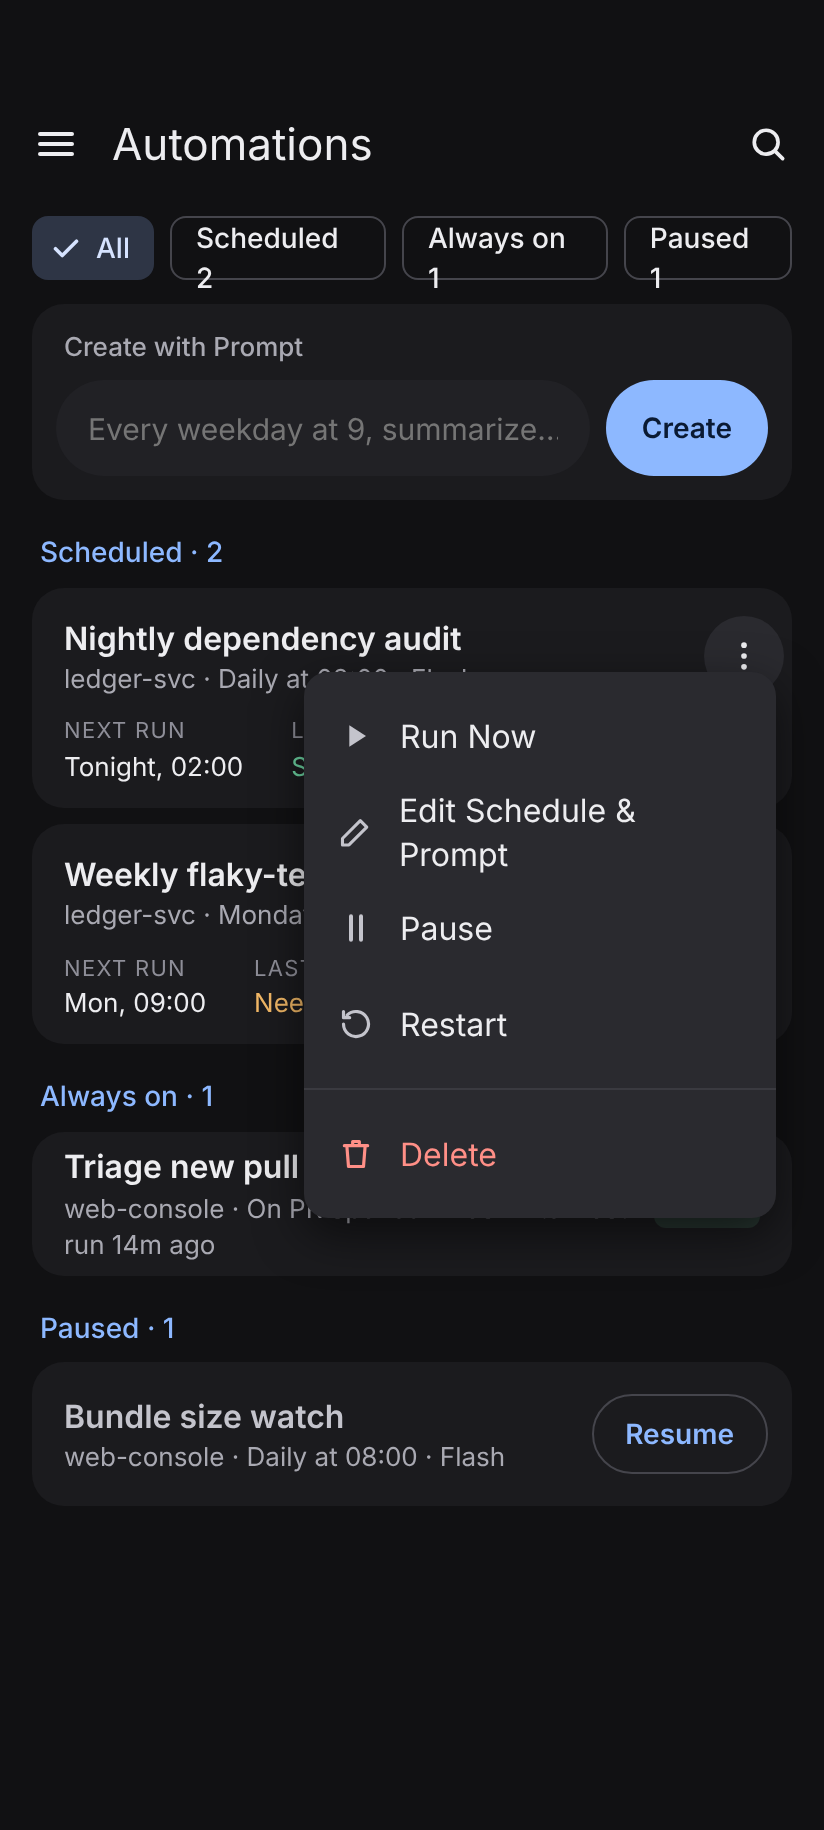 Automations
All
Scheduled
2
Always on
1
Paused
1
Create with Prompt
Every weekday at 9, summarize...
Create
Scheduled · 2
Nightly dependency audit
ledger-svc · Daily at
NEXT RUN
Tonight, 02:00
Run Now
Edit Schedule &
Prompt
Pause
Restart
Delete
Weekly flaky-te
ledger-svc · Monda
NEXT RUN
LAST
Mon, 09:00
Nee
Always on · 1
Triage new pull
web-console · On
run 14m ago
Paused · 1
Bundle size watch
web-console · Daily at 08:00 · Flash
Resume